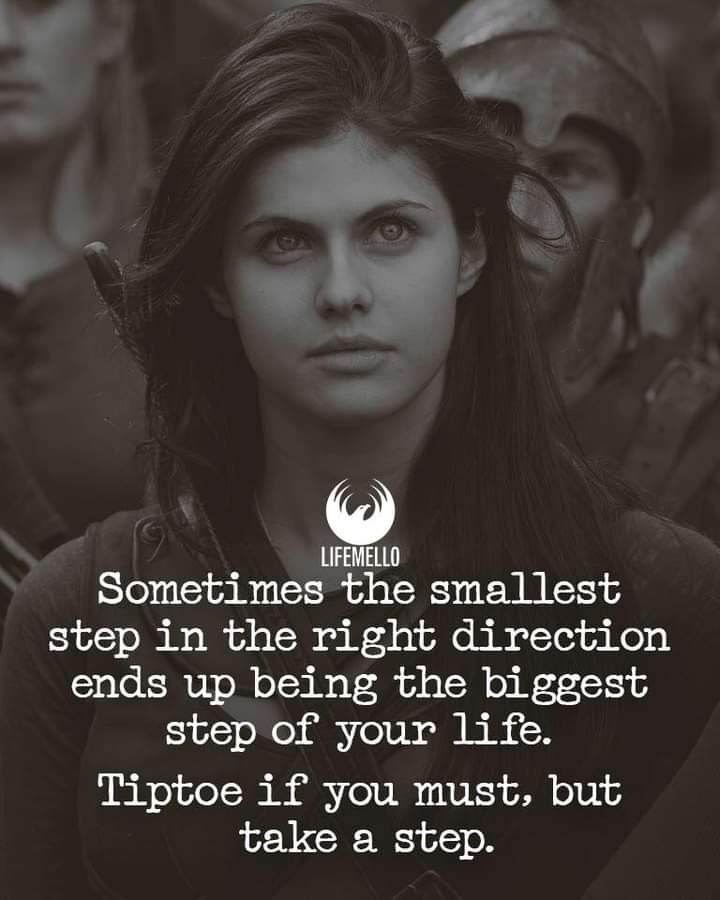 LIFEMELLO
Sometimes the smallest
step in the right direction
ends up being the biggest
step of your life.
Tiptoe if you must, but
take a step.